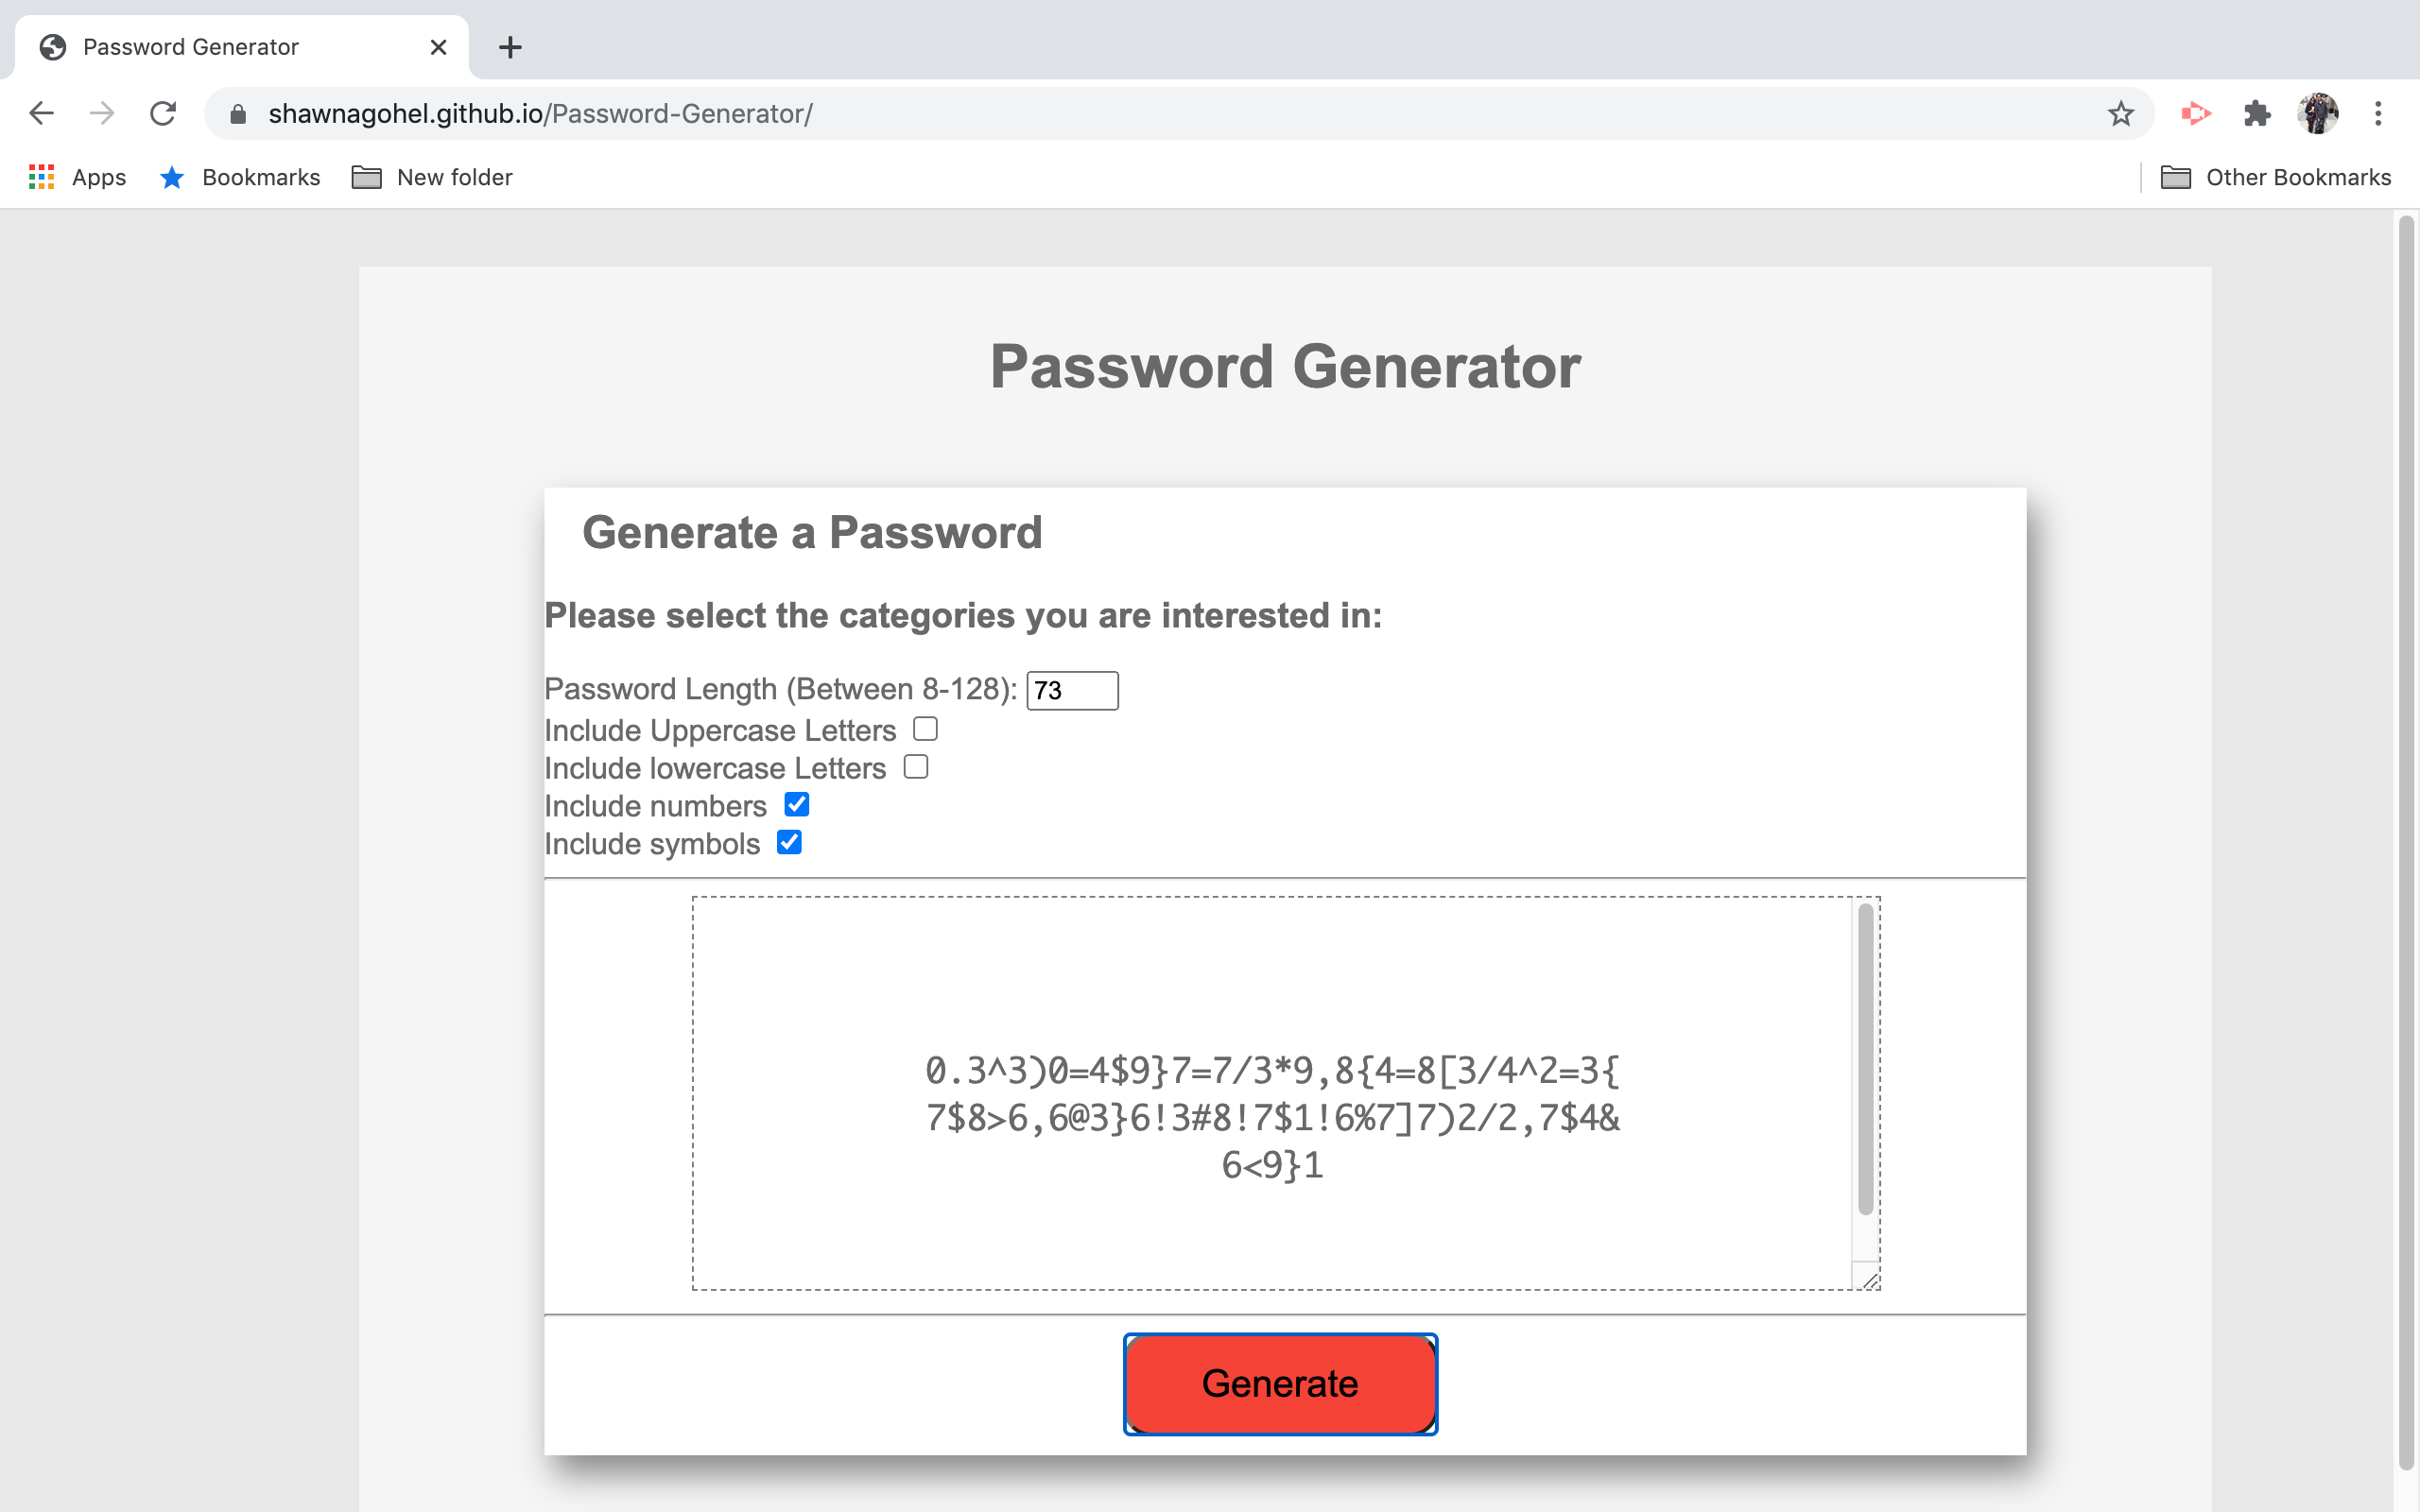 Password Generator
shawnagohel.github.io/Password-Generator/
Apps Bookmarks New folder Other Bookmarks
Password Generator
Generate a Password
Please select the categories you are interested in:
Password Length (Between 8-128): 73
Include Uppercase Letters
Include lowercase Letters
Include numbers
Include symbols
0.3^3)0=4$9}7=7/3*9,8{4=8[3/4^2=3{
7$8>6,6@3}6!3#8!7$1!6%7]7)2/2,7$4&
6<9}1
Generate